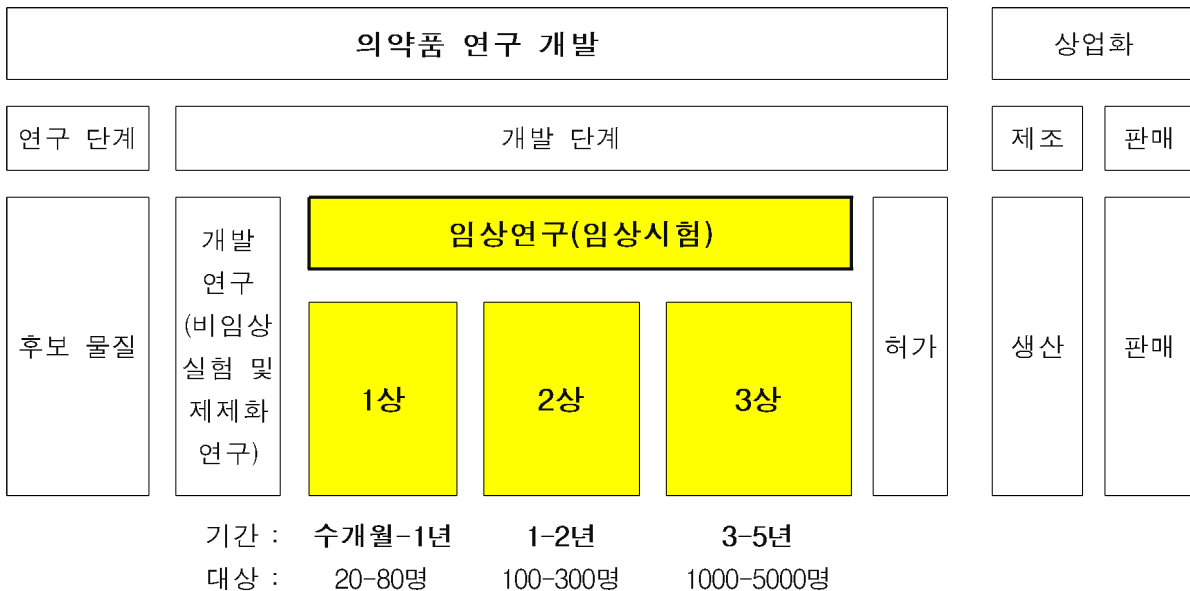 의약품 연구 개발
상업화
연구 단계
개발 단계
제조
판매
후보 물질
개발
연구
(비임상
실험 및
제제화
연구)
임상연구(임상시험)
1상
2상
3상
허가
생산
판매
기간 : 수개월-1년 1-2년 3-5년
대상 : 20-80명 100-300명 1000-5000명